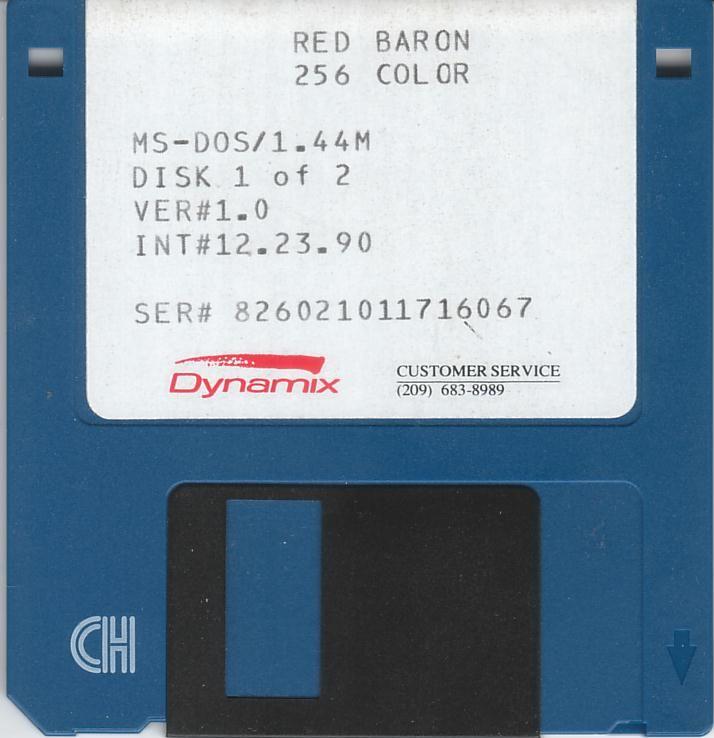 RED BARON
256 COLOR
MS-DOS/1.44M
DISK 1 of 2
VER#1.0
INT#12.23.90
SER# 826021011716067
Dynamix
CUSTOMER SERVICE
(209) 683-8989
CH